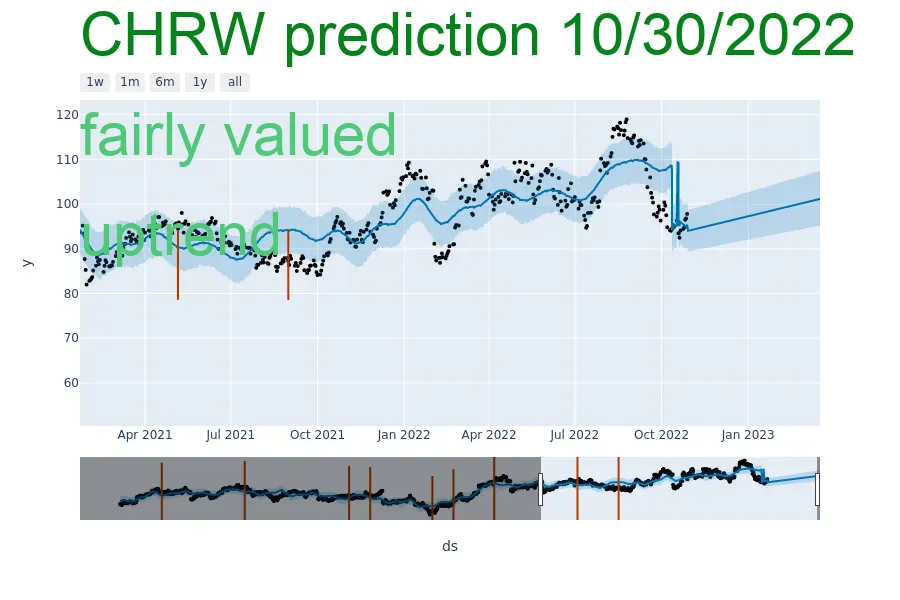 CHRW prediction 10/30/2022
1w 1m 6m 1y all
fairly valued
uptrend
120
110
100
90
80
70
60
y
Apr 2021 Jul 2021 Oct 2021 Jan 2022 Apr 2022 Jul 2022 Oct 2022 Jan 2023
ds